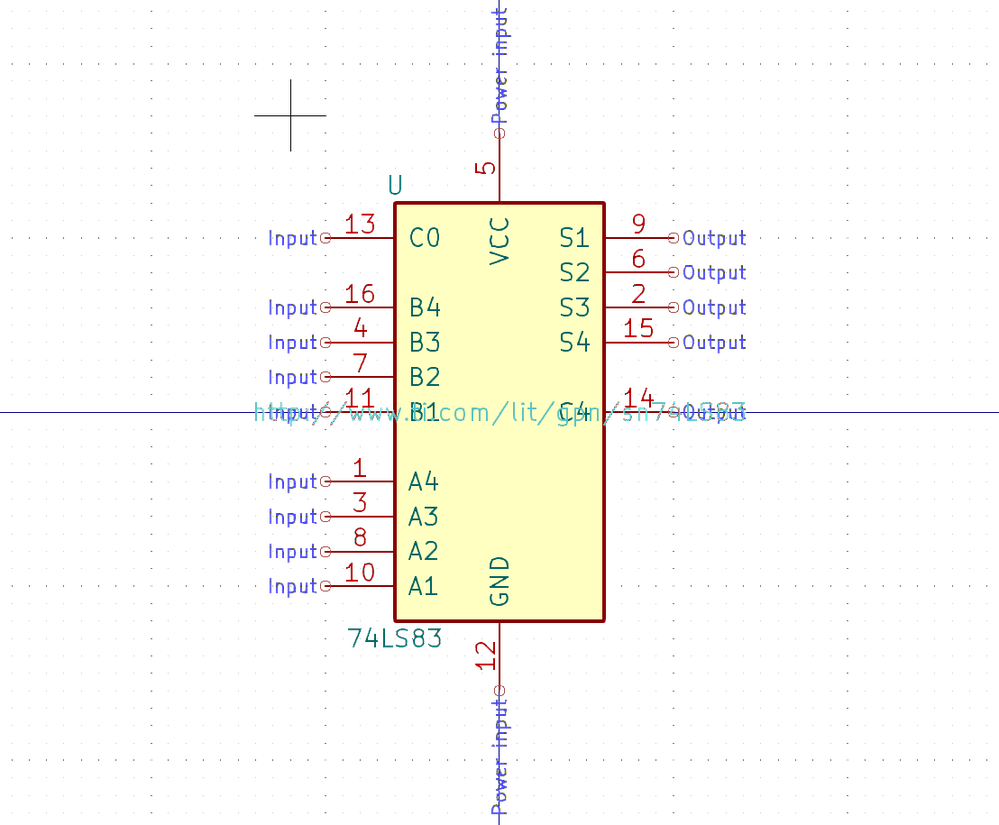 Power input
5
U
Input 13 C0 VCC S1 9 Output
S2 6 Output
Input 16 B4 S3 2 Output
Input 4 B3 S4 15 Output
Input 7 B2
Input 11 B1 C4 14 Output
http://www.ti.com/lit/gpn/sn74LS83
Input 1 A4
Input 3 A3
Input 8 A2
Input 10 A1 GND
74LS83
12
Power input